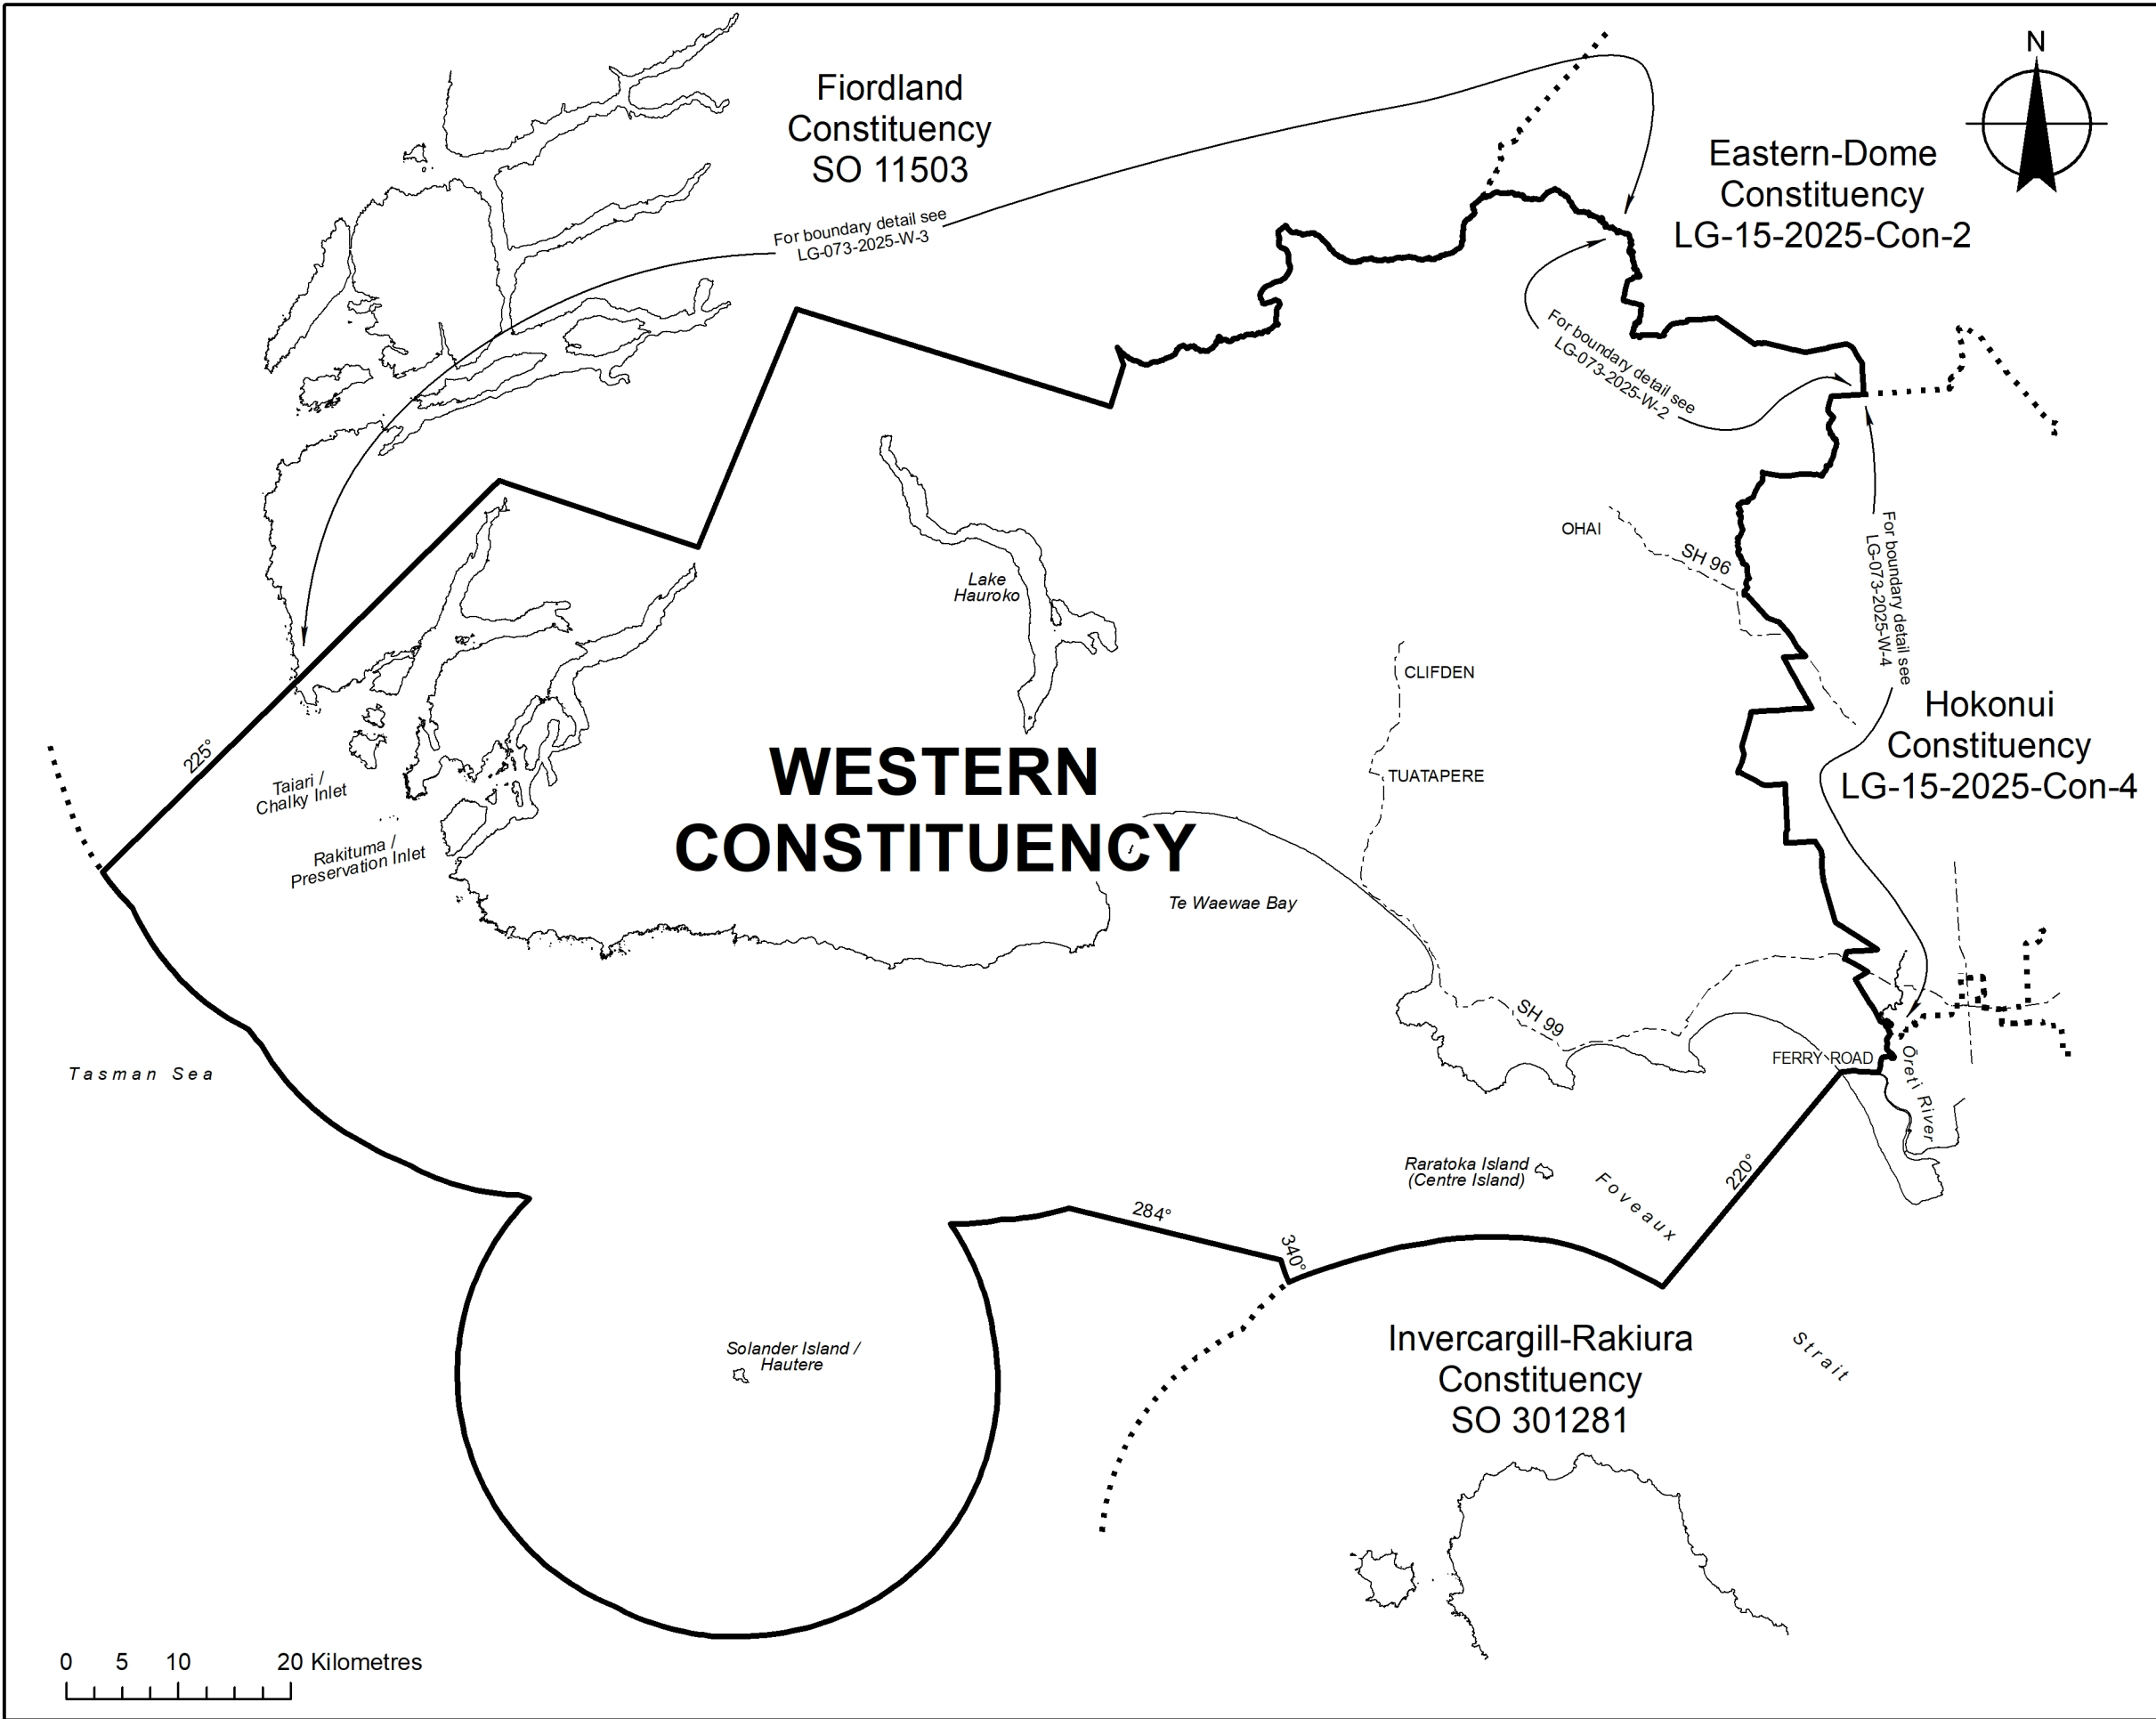 N
Fiordland
Constituency
SO 11503
Eastern-Dome
Constituency
LG-15-2025-Con-2
For boundary detail see
LG-073-2025-W-3
For boundary detail see
LG-073-2025-W-2
OHAI
SH 96
For boundary detail see
LG-073-2025-W-4
Lake
Hauroko
CLIFDEN
Hokonui
Constituency
LG-15-2025-Con-4
225°
WESTERN
CONSTITUENCY
TUATAPERE
Taiari /
Chalky Inlet
Rakituma /
Preservation Inlet
Te Waewae Bay
SH 99
Tasman Sea
FERRY ROAD
Ōreti River
Raratoka Island
(Centre Island)
Foveaux
220°
284°
340°
Solander Island /
Hautere
Invercargill-Rakiura
Constituency
SO 301281
Strait
0 5 10 20 Kilometres